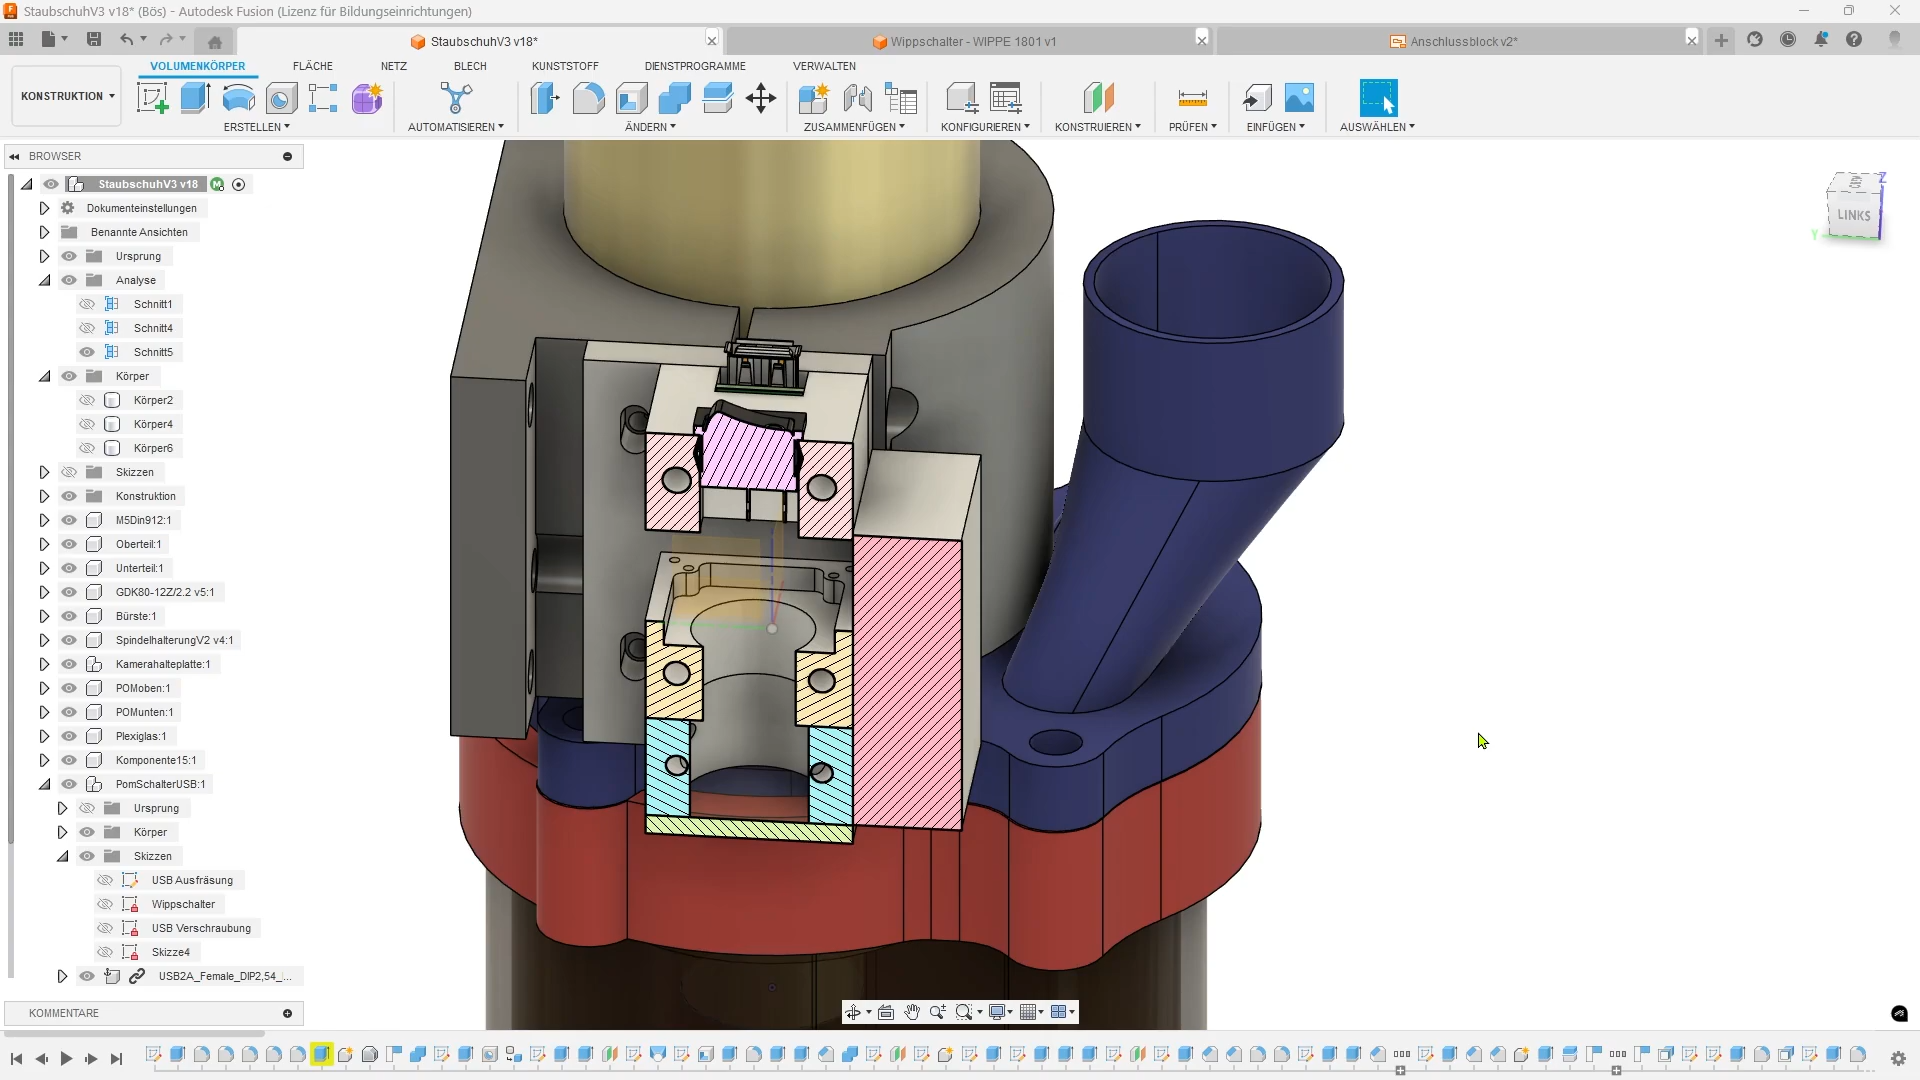 StaubschuhV3 v18* (Bös) - Autodesk Fusion (Lizenz für Bildungseinrichtungen)
StaubschuhV3 v18*
Wippschalter - WIPPE 1801 v1
Anschlussblock v2*
KONSTRUKTION
VOLUMENKÖRPER
FLÄCHE
NETZ
BLECH
KUNSTSTOFF
DIENSTPROGRAMME
VERWALTEN
ERSTELLEN
AUTOMATISIEREN
ÄNDERN
ZUSAMMENFÜGEN
KONFIGURIEREN
KONSTRUIEREN
PRÜFEN
EINFÜGEN
AUSWÄHLEN
BROWSER
StaubschuhV3 v18
Dokumenteinstellungen
Benannte Ansichten
Ursprung
Analyse
Schnitt1
Schnitt4
Schnitt5
Körper
Körper2
Körper4
Körper6
Skizzen
Konstruktion
M5Din912:1
Oberteil:1
Unterteil:1
GDK80-12Z/2.2 v5:1
Bürste:1
SpindelhalterungV2 v4:1
Kamerahalteplatte:1
POMoben:1
POMunten:1
Plexiglas:1
Komponente15:1
PomSchalterUSB:1
Ursprung
Körper
Skizzen
USB Ausfräsung
Wippschalter
USB Verschraubung
Skizze4
USB2A_Female_DIP2,54_...
KOMMENTARE
LINKS
Z
Y